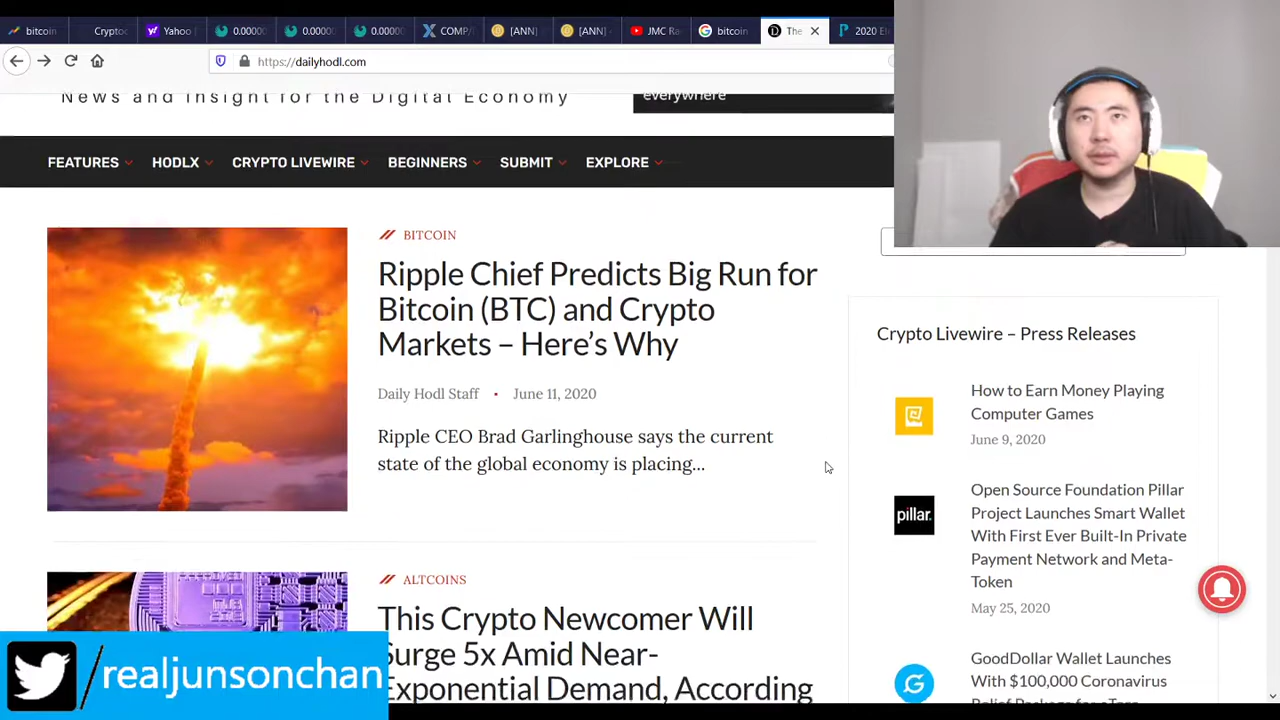 bitcoin
Crypto
Yahoo
0.0000
0.0000
0.0000
COMP/
[ANN]
[ANN] -
JMC Ra
bitcoin
The
2020 El
https://dailyhodl.com
News and Insight for the Digital Economy
everywhere
FEATURES HODLX CRYPTO LIVEWIRE BEGINNERS SUBMIT EXPLORE
BITCOIN
Ripple Chief Predicts Big Run for
Bitcoin (BTC) and Crypto
Markets – Here's Why
Daily Hodl Staff • June 11, 2020
Ripple CEO Brad Garlinghouse says the current
state of the global economy is placing...
ALTCOINS
This Crypto Newcomer Will
Surge 5x Amid Near-
Exponential Demand, According
Crypto Livewire – Press Releases
How to Earn Money Playing
Computer Games
June 9, 2020
pillar.
Open Source Foundation Pillar
Project Launches Smart Wallet
With First Ever Built-In Private
Payment Network and Meta-
Token
May 25, 2020
GoodDollar Wallet Launches
With $100,000 Coronavirus
/realjunsonchan